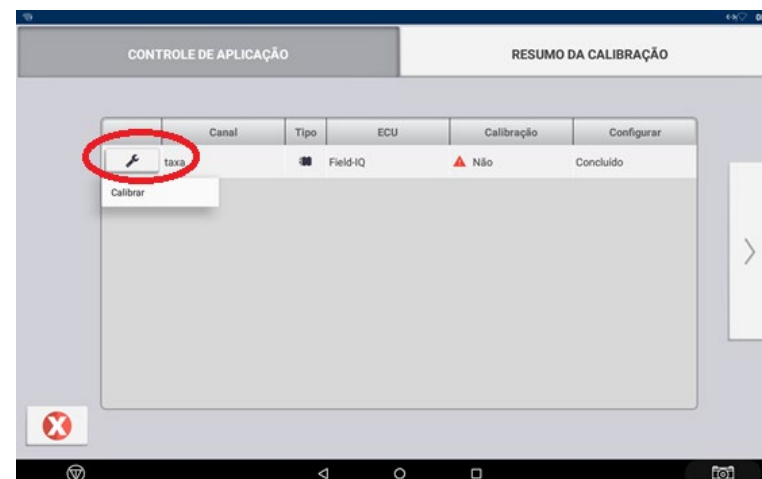 CONTROLE DE APLICAÇÃO
RESUMO DA CALIBRAÇÃO
Canal Tipo ECU Calibração Configurar
taxa Field-IQ Não Concluído
Calibrar